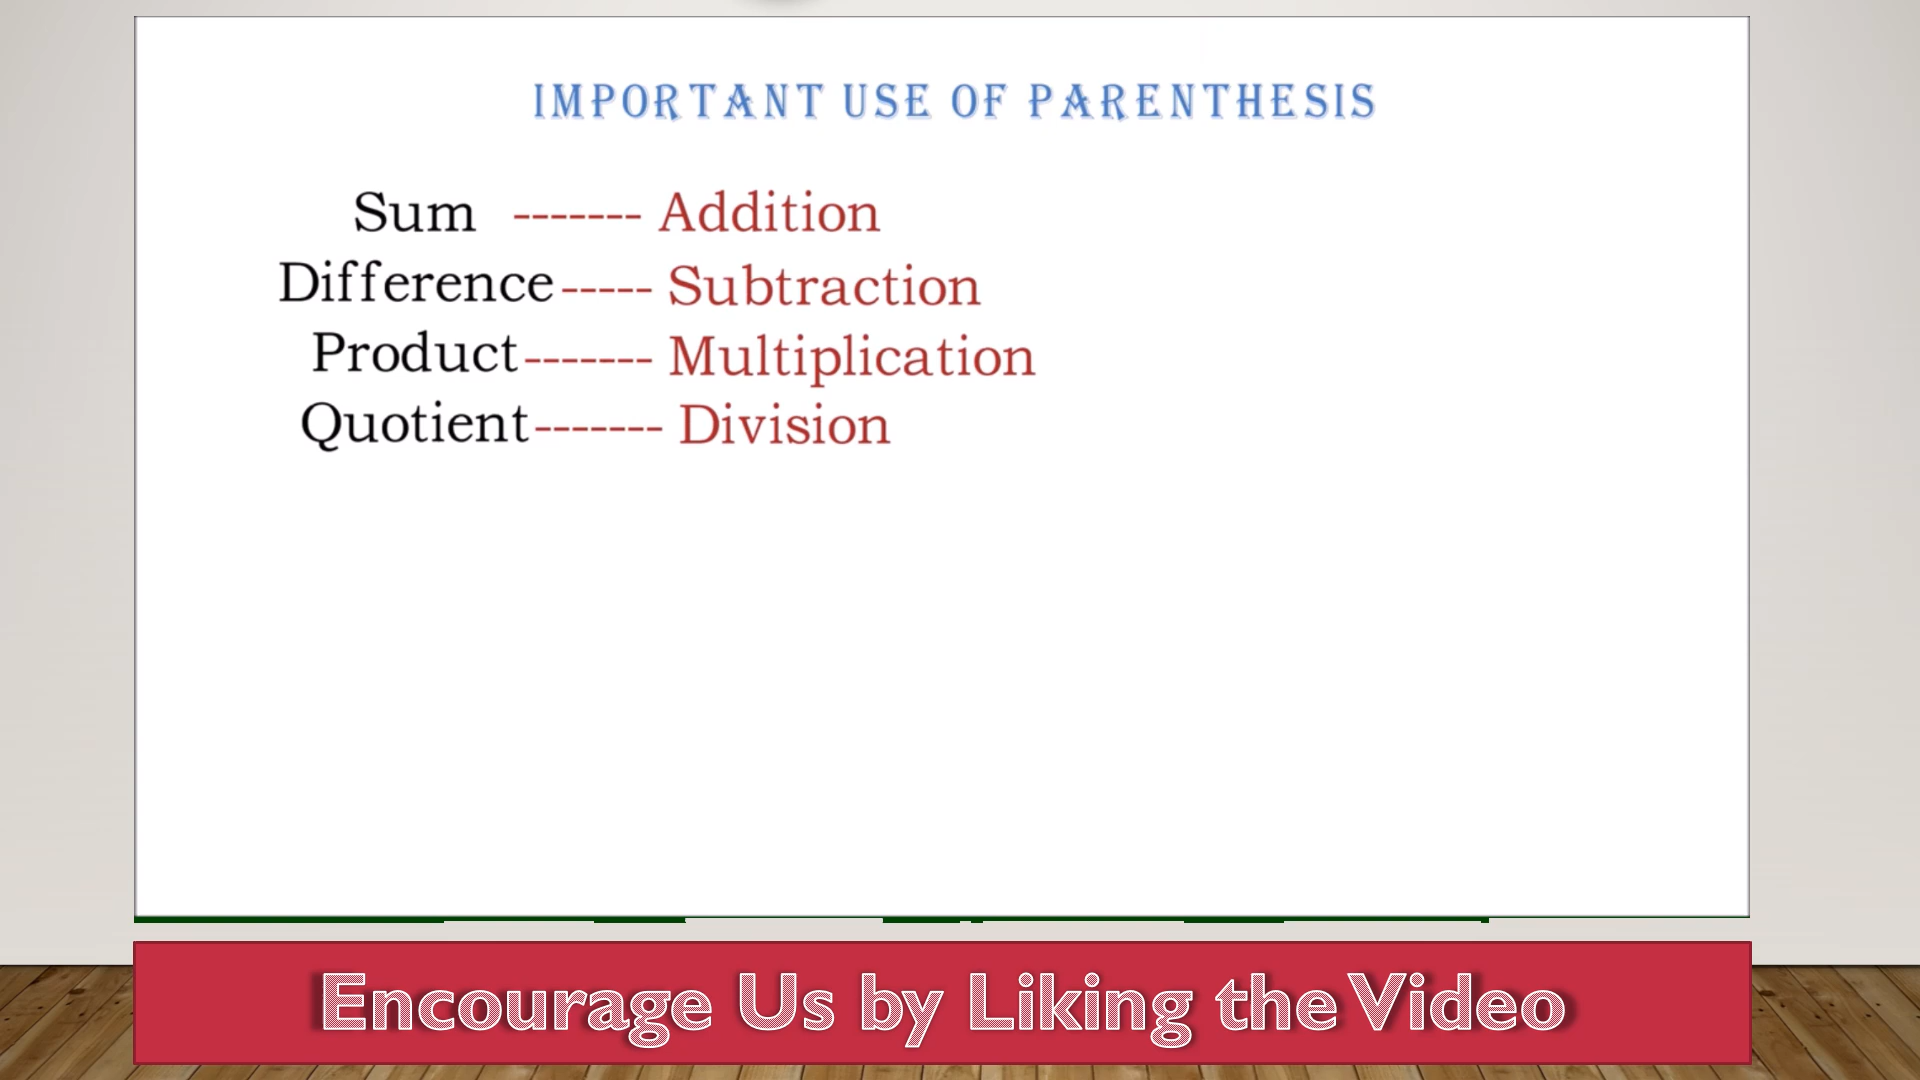 IMPORTANT USE OF PARENTHESIS
Sum ------- Addition
Difference ----- Subtraction
Product ------- Multiplication
Quotient ------- Division
Encourage Us by Liking the Video